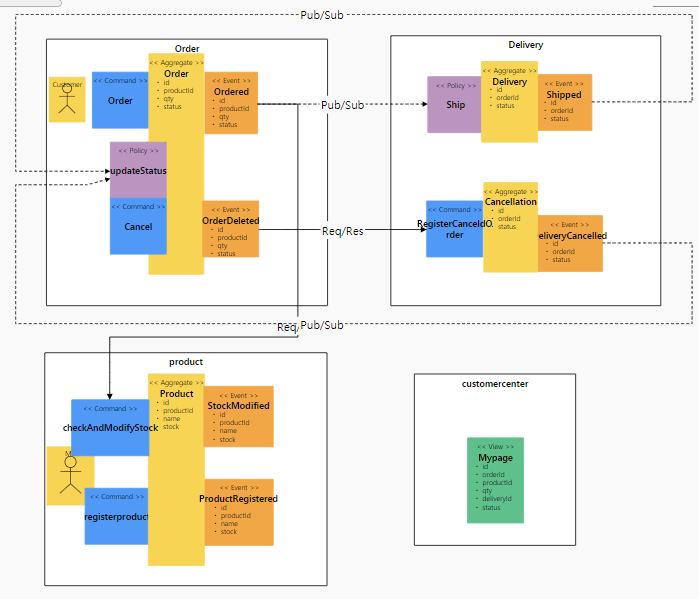 Pub/Sub
Order
Customer
<< Command >>
Order
<< Aggregate >>
Order
· id
· productId
· qty
· status
<< Event >>
Ordered
· id
· productId
· qty
· status
Pub/Sub
<< Policy >>
updateStatus
Cancel
<< Command >>
<< Event >>
OrderDeleted
· id
· productId
· qty
· status
Req/Res
Delivery
<< Policy >>
Ship
<< Aggregate >>
Delivery
· id
· orderId
· status
<< Event >>
Shipped
· id
· orderId
· status
<< Command >>
RegisterCanceldO
rder
<< Aggregate >>
Cancellation
· id
orderId
status
<< Event >>
eliveryCancelled
· id
· orderId
· status
Req/
Pub/Sub
product
<< Command >>
checkAndModifyStock
<< Aggregate >>
Product
· id
· productId
name
stock
<< Event >>
StockModified
· id
· productId
· name
· stock
M
<< Command >>
registerproduct
<< Event >>
ProductRegistered
· id
· productId
· name
· stock
customercenter
<< View >>
Mypage
· id
· orderId
· productId
· qty
· deliveryId
· status